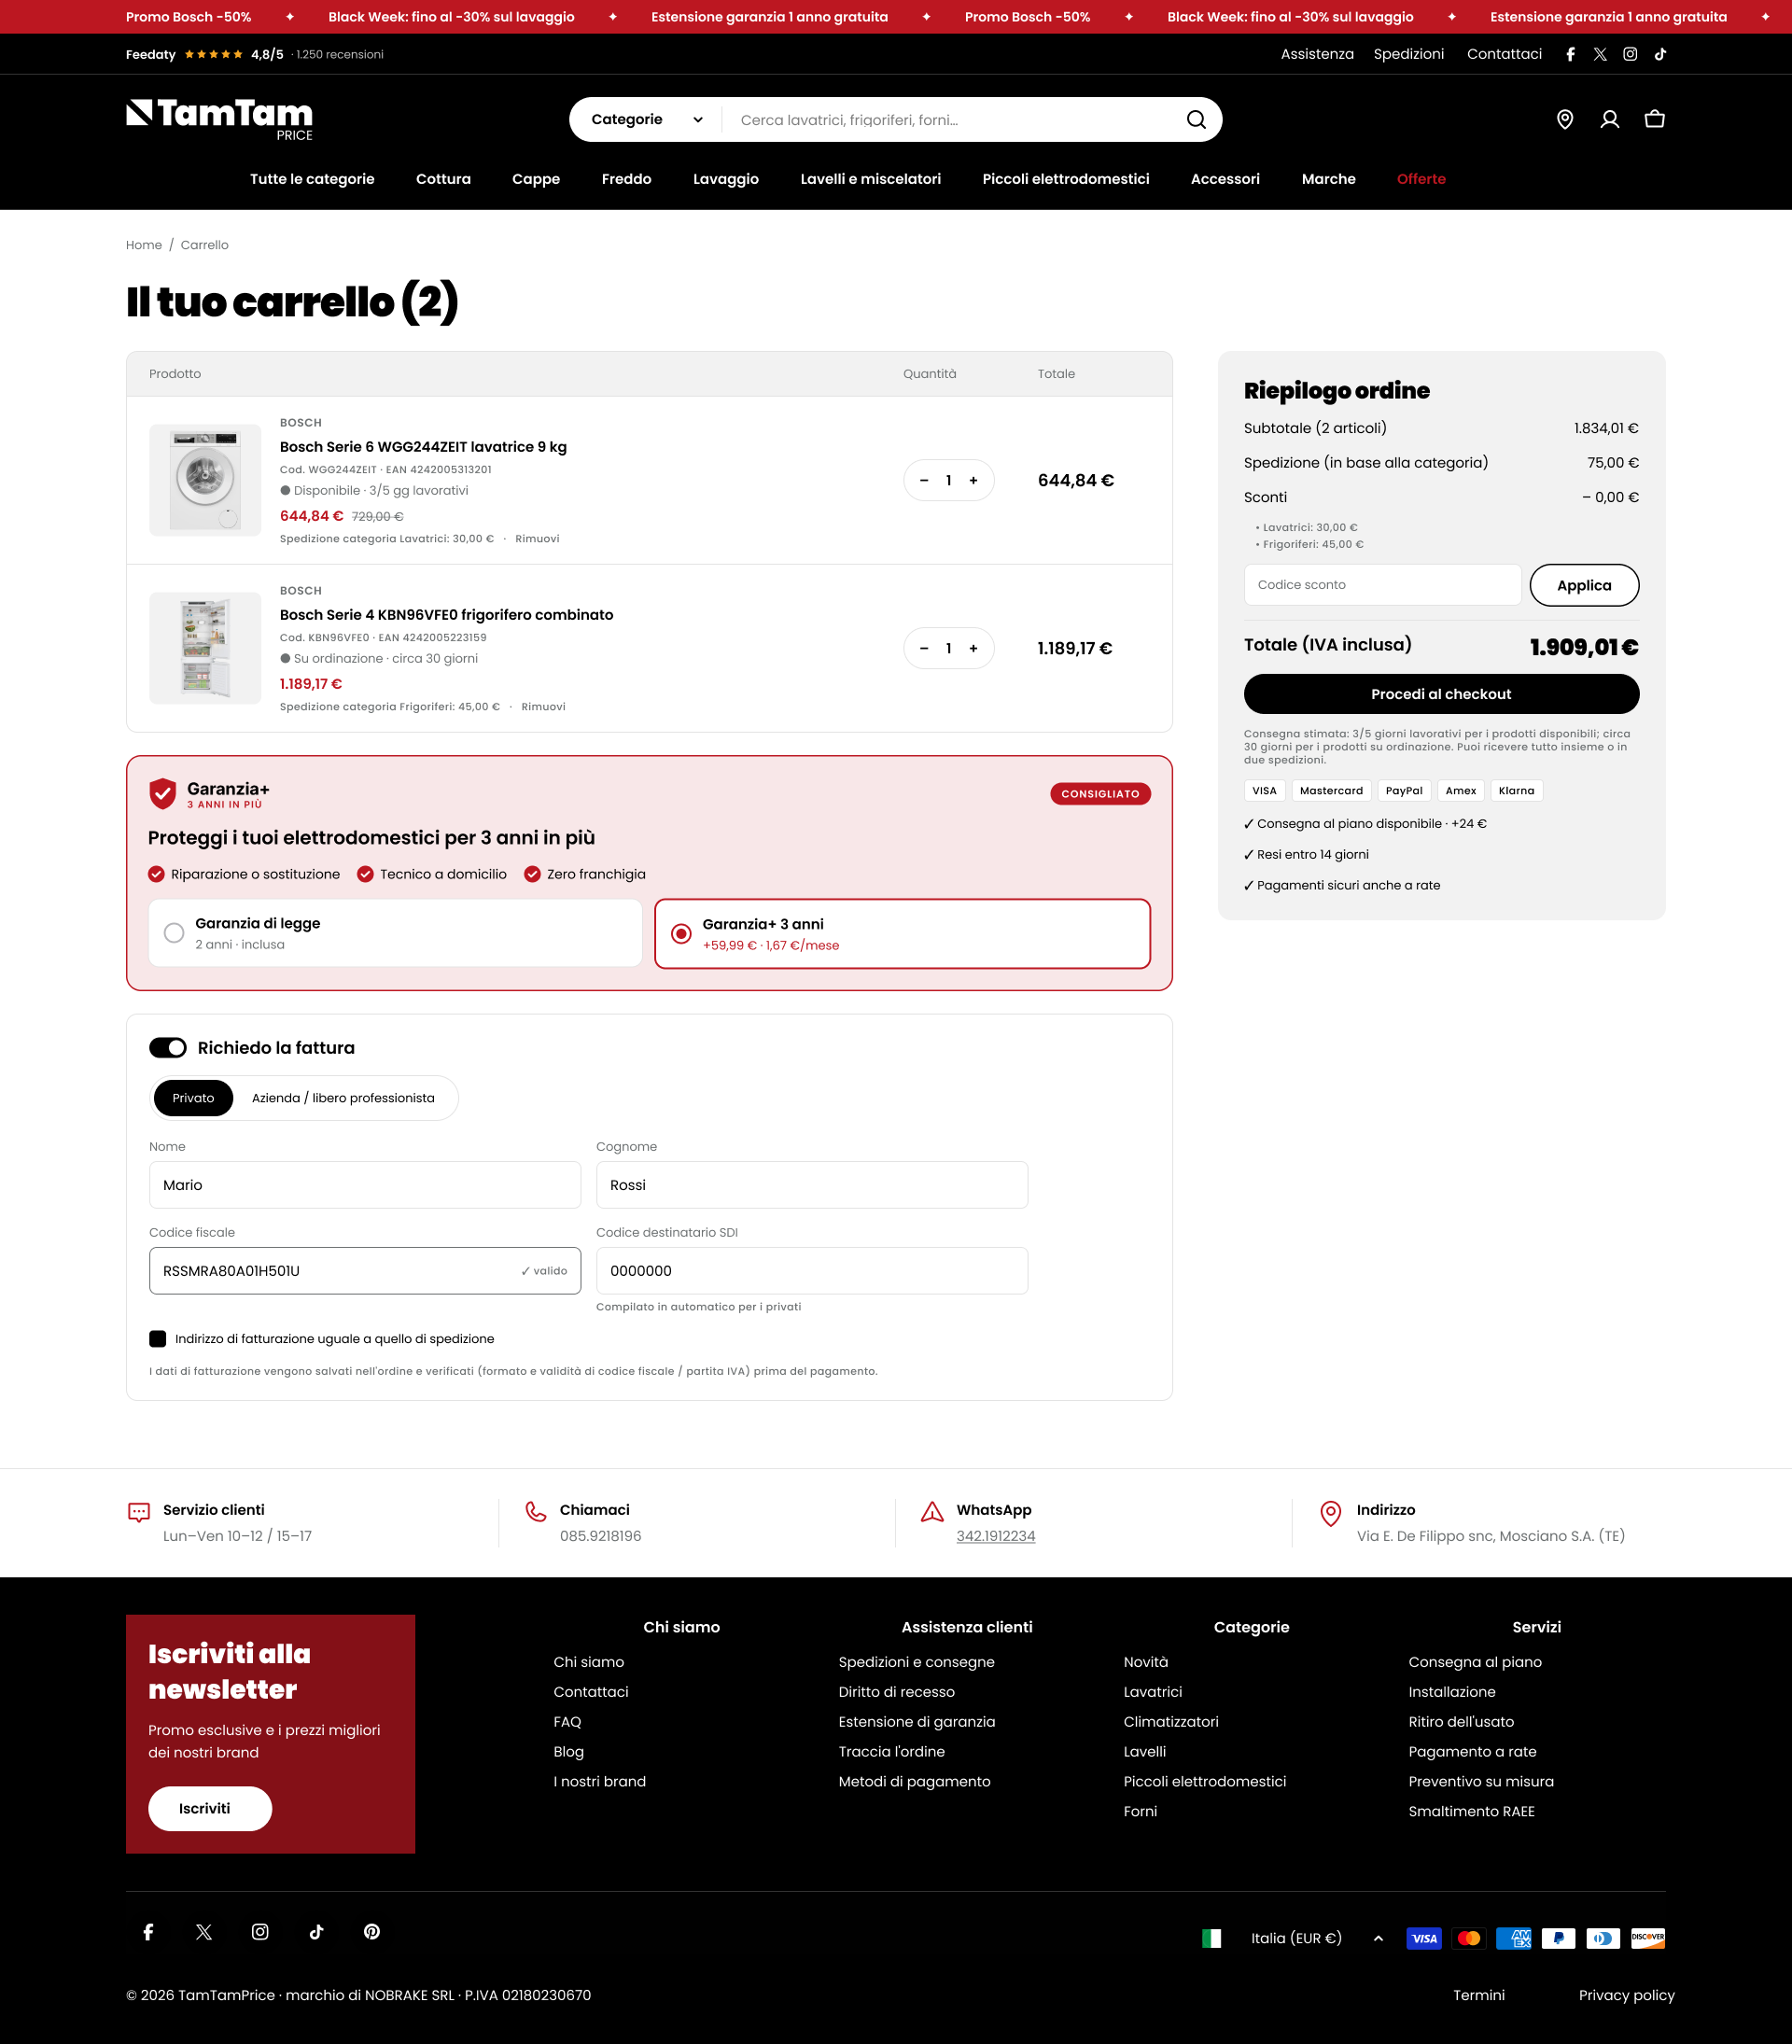 Promo Bosch -50% ✦ Black Week: fino al -30% sul lavaggio ✦ Estensione garanzia 1 anno gratuita ✦ Promo Bosch -50% ✦ Black Week: fino al -30% sul lavaggio ✦ Estensione garanzia 1 anno gratuita ✦
Feedaty ★★★★★ 4,8/5 · 1.250 recensioni
Assistenza Spedizioni Contattaci
TamTam
PRICE
Categorie Cerca lavatrici, frigoriferi, forni...
Tutte le categorie Cottura Cappe Freddo Lavaggio Lavelli e miscelatori Piccoli elettrodomestici Accessori Marche Offerte
Home / Carrello
Il tuo carrello (2)
Prodotto Quantità Totale
BOSCH
Bosch Serie 6 WGG244ZEIT lavatrice 9 kg
Cod. WGG244ZEIT · EAN 4242005313201
● Disponibile · 3/5 gg lavorativi
644,84 € 729,00 €
Spedizione categoria Lavatrici: 30,00 € · Rimuovi
− 1 + 644,84 €
BOSCH
Bosch Serie 4 KBN96VFE0 frigorifero combinato
Cod. KBN96VFE0 · EAN 4242005223159
● Su ordinazione · circa 30 giorni
1.189,17 €
Spedizione categoria Frigoriferi: 45,00 € · Rimuovi
− 1 + 1.189,17 €
Garanzia+
3 ANNI IN PIÙ
CONSIGLIATO
Proteggi i tuoi elettrodomestici per 3 anni in più
Riparazione o sostituzione Tecnico a domicilio Zero franchigia
Garanzia di legge
2 anni · inclusa
Garanzia+ 3 anni
+59,99 € · 1,67 €/mese
Richiedo la fattura
Privato Azienda / libero professionista
Nome Cognome
Mario Rossi
Codice fiscale Codice destinatario SDI
RSSMRA80A01H501U ✓ valido 0000000
Compilato in automatico per i privati
Indirizzo di fatturazione uguale a quello di spedizione
I dati di fatturazione vengono salvati nell'ordine e verificati (formato e validità di codice fiscale / partita IVA) prima del pagamento.
Riepilogo ordine
Subtotale (2 articoli) 1.834,01 €
Spedizione (in base alla categoria) 75,00 €
Sconti – 0,00 €
• Lavatrici: 30,00 €
• Frigoriferi: 45,00 €
Codice sconto Applica
Totale (IVA inclusa) 1.909,01 €
Procedi al checkout
Consegna stimata: 3/5 giorni lavorativi per i prodotti disponibili; circa
30 giorni per i prodotti su ordinazione. Puoi ricevere tutto insieme o in
due spedizioni.
VISA Mastercard PayPal Amex Klarna
✓ Consegna al piano disponibile · +24 €
✓ Resi entro 14 giorni
✓ Pagamenti sicuri anche a rate
Servizio clienti
Lun–Ven 10–12 / 15–17
Chiamaci
085.9218196
WhatsApp
342.1912234
Indirizzo
Via E. De Filippo snc, Mosciano S.A. (TE)
Iscriviti alla
newsletter
Promo esclusive e i prezzi migliori
dei nostri brand
Iscriviti
Chi siamo
Chi siamo
Contattaci
FAQ
Blog
I nostri brand
Assistenza clienti
Spedizioni e consegne
Diritto di recesso
Estensione di garanzia
Traccia l'ordine
Metodi di pagamento
Categorie
Novità
Lavatrici
Climatizzatori
Lavelli
Piccoli elettrodomestici
Forni
Servizi
Consegna al piano
Installazione
Ritiro dell'usato
Pagamento a rate
Preventivo su misura
Smaltimento RAEE
Italia (EUR €) VISA AMEX DISCOVER
© 2026 TamTamPrice · marchio di NOBRAKE SRL · P.IVA 02180230670
Termini Privacy policy